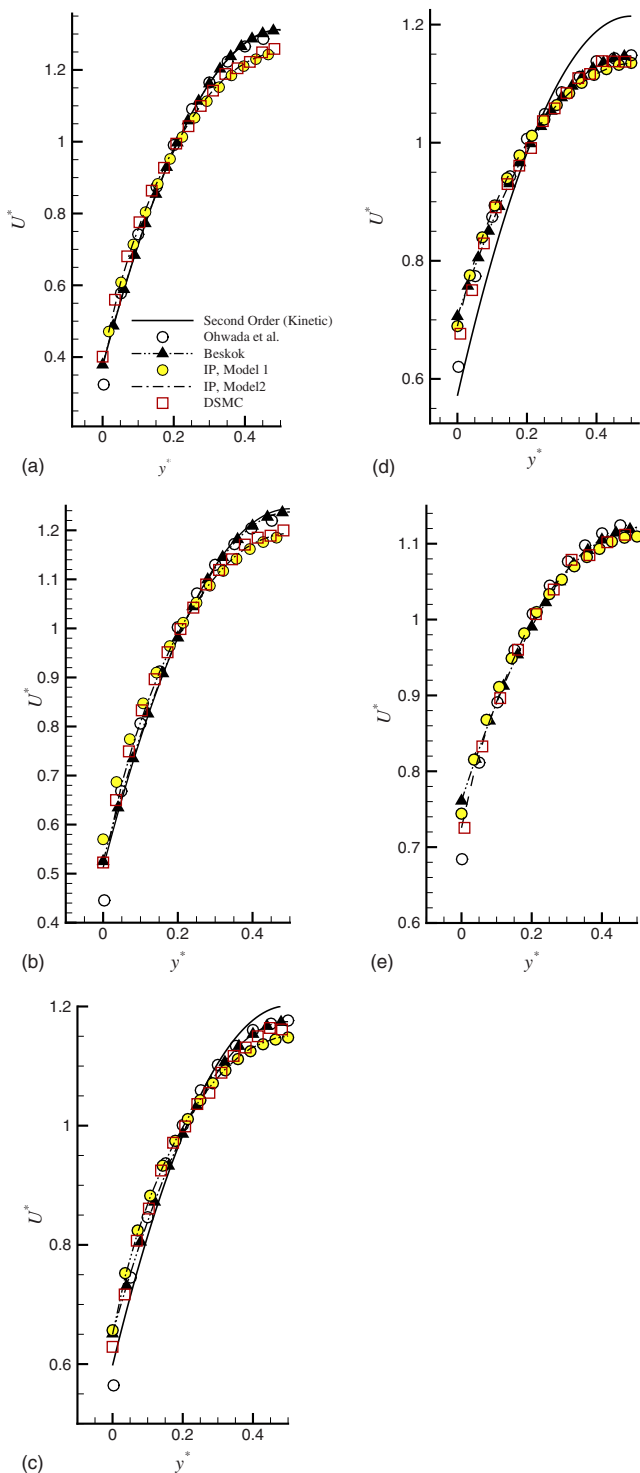 1.2
1
0.8
0.6
0.4
U*
0
0.2
0.4
y*
(a)
Second Order (Kinetic)
Ohwada et al.
Beskok
IP, Model 1
IP, Model2
DSMC
1.2
1
0.8
0.6
U*
0
0.2
0.4
y*
(d)
1.2
1.1
1
0.9
0.8
0.7
0.6
0.5
0.4
U*
0
0.2
0.4
y*
(b)
1.1
1
0.9
0.8
0.7
0.6
U*
0
0.2
0.4
y*
(e)
1.2
1
0.8
0.6
U*
0
0.2
0.4
y*
(c)